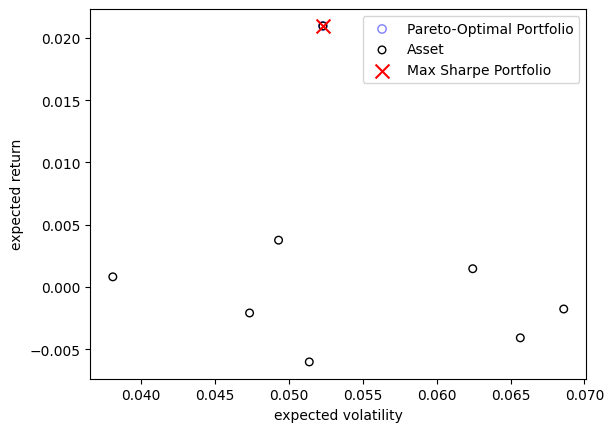 Pareto-Optimal Portfolio
Asset
Max Sharpe Portfolio
0.020
0.015
0.010
0.005
0.000
−0.005
expected return
0.040 0.045 0.050 0.055 0.060 0.065 0.070
expected volatility